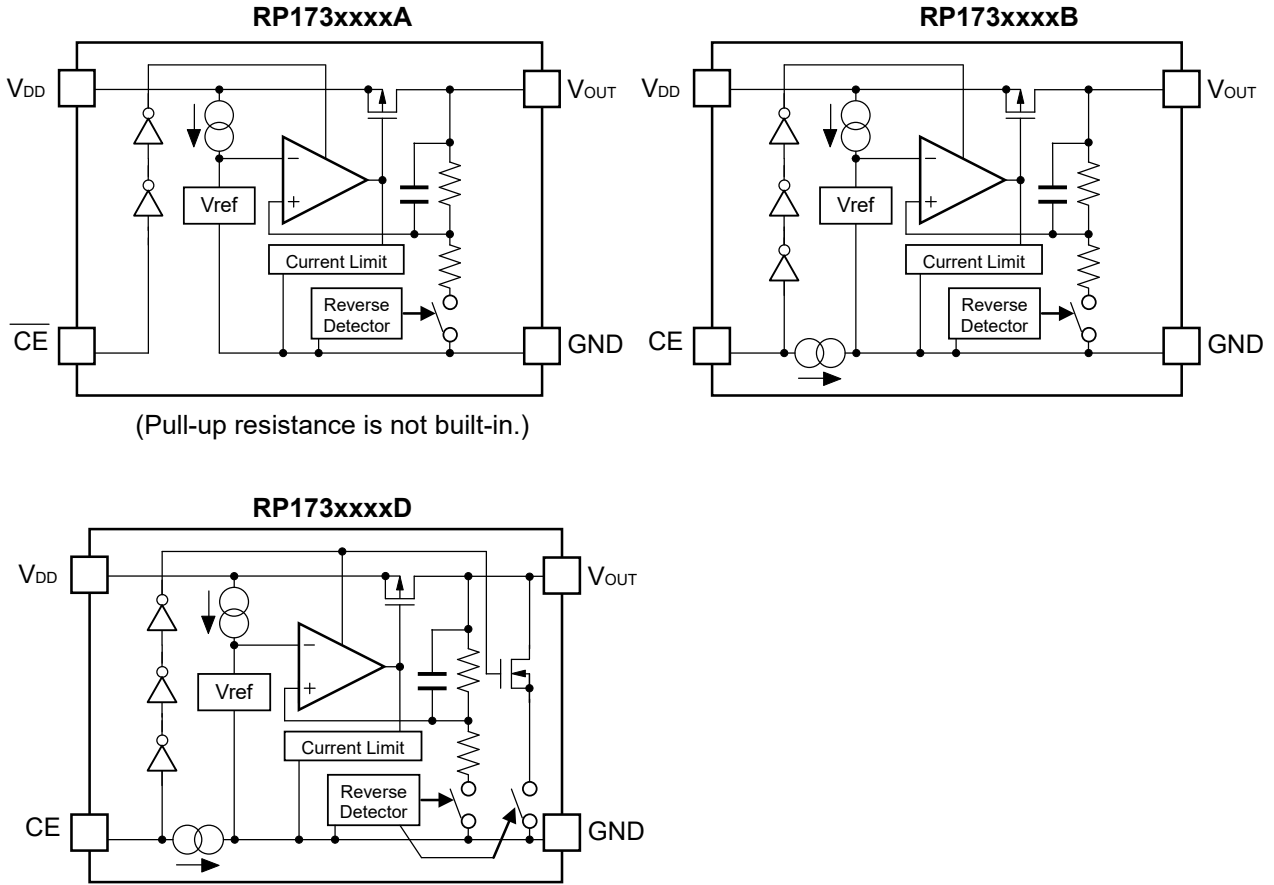 RP173xxxxA
VDD
VOUT
−
+
Vref
Current Limit
Reverse
Detector
C̅E̅
GND
(Pull-up resistance is not built-in.)
RP173xxxxB
VDD
VOUT
−
+
Vref
Current Limit
Reverse
Detector
CE
GND
RP173xxxxD
VDD
VOUT
−
+
Vref
Current Limit
Reverse
Detector
CE
GND